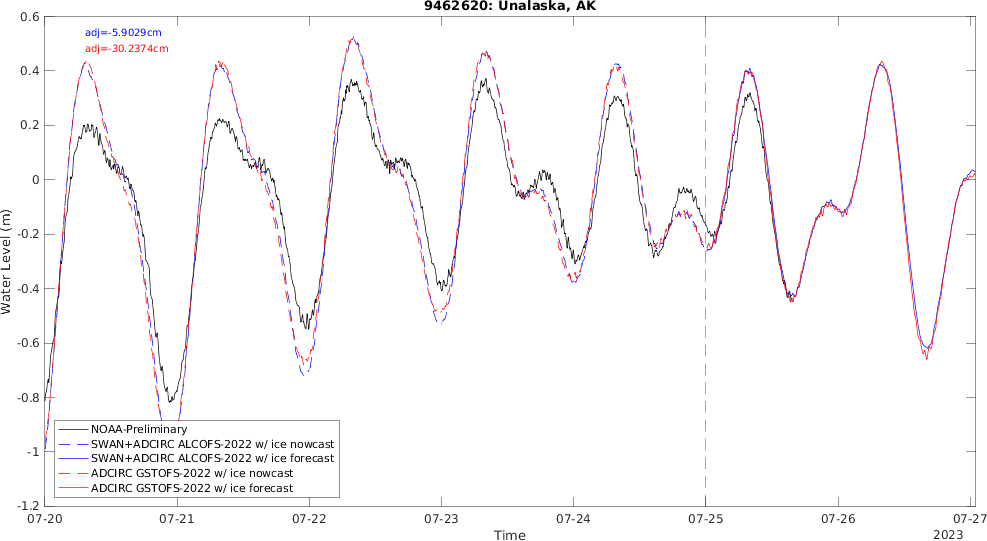 9462620: Unalaska, AK
adj=-5.9029cm
adj=-30.2374cm
Water Level (m)
0.6
0.4
0.2
0
-0.2
-0.4
-0.6
-0.8
-1
-1.2
NOAA-Preliminary
SWAN+ADCIRC ALCOFS-2022 w/ ice nowcast
SWAN+ADCIRC ALCOFS-2022 w/ ice forecast
ADCIRC GSTOFS-2022 w/ ice nowcast
ADCIRC GSTOFS-2022 w/ ice forecast
07-20 07-21 07-22 07-23 07-24 07-25 07-26 07-27
Time
2023